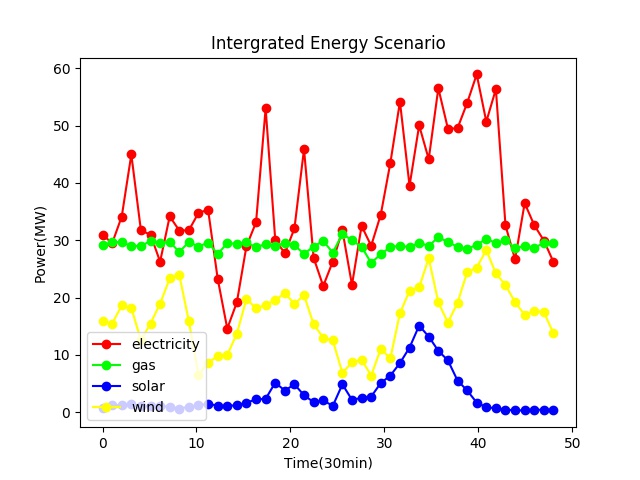 Intergrated Energy Scenario
Power(MW)
60
50
40
30
20
10
0
electricity
gas
solar
wind
0 10 20 30 40 50
Time(30min)